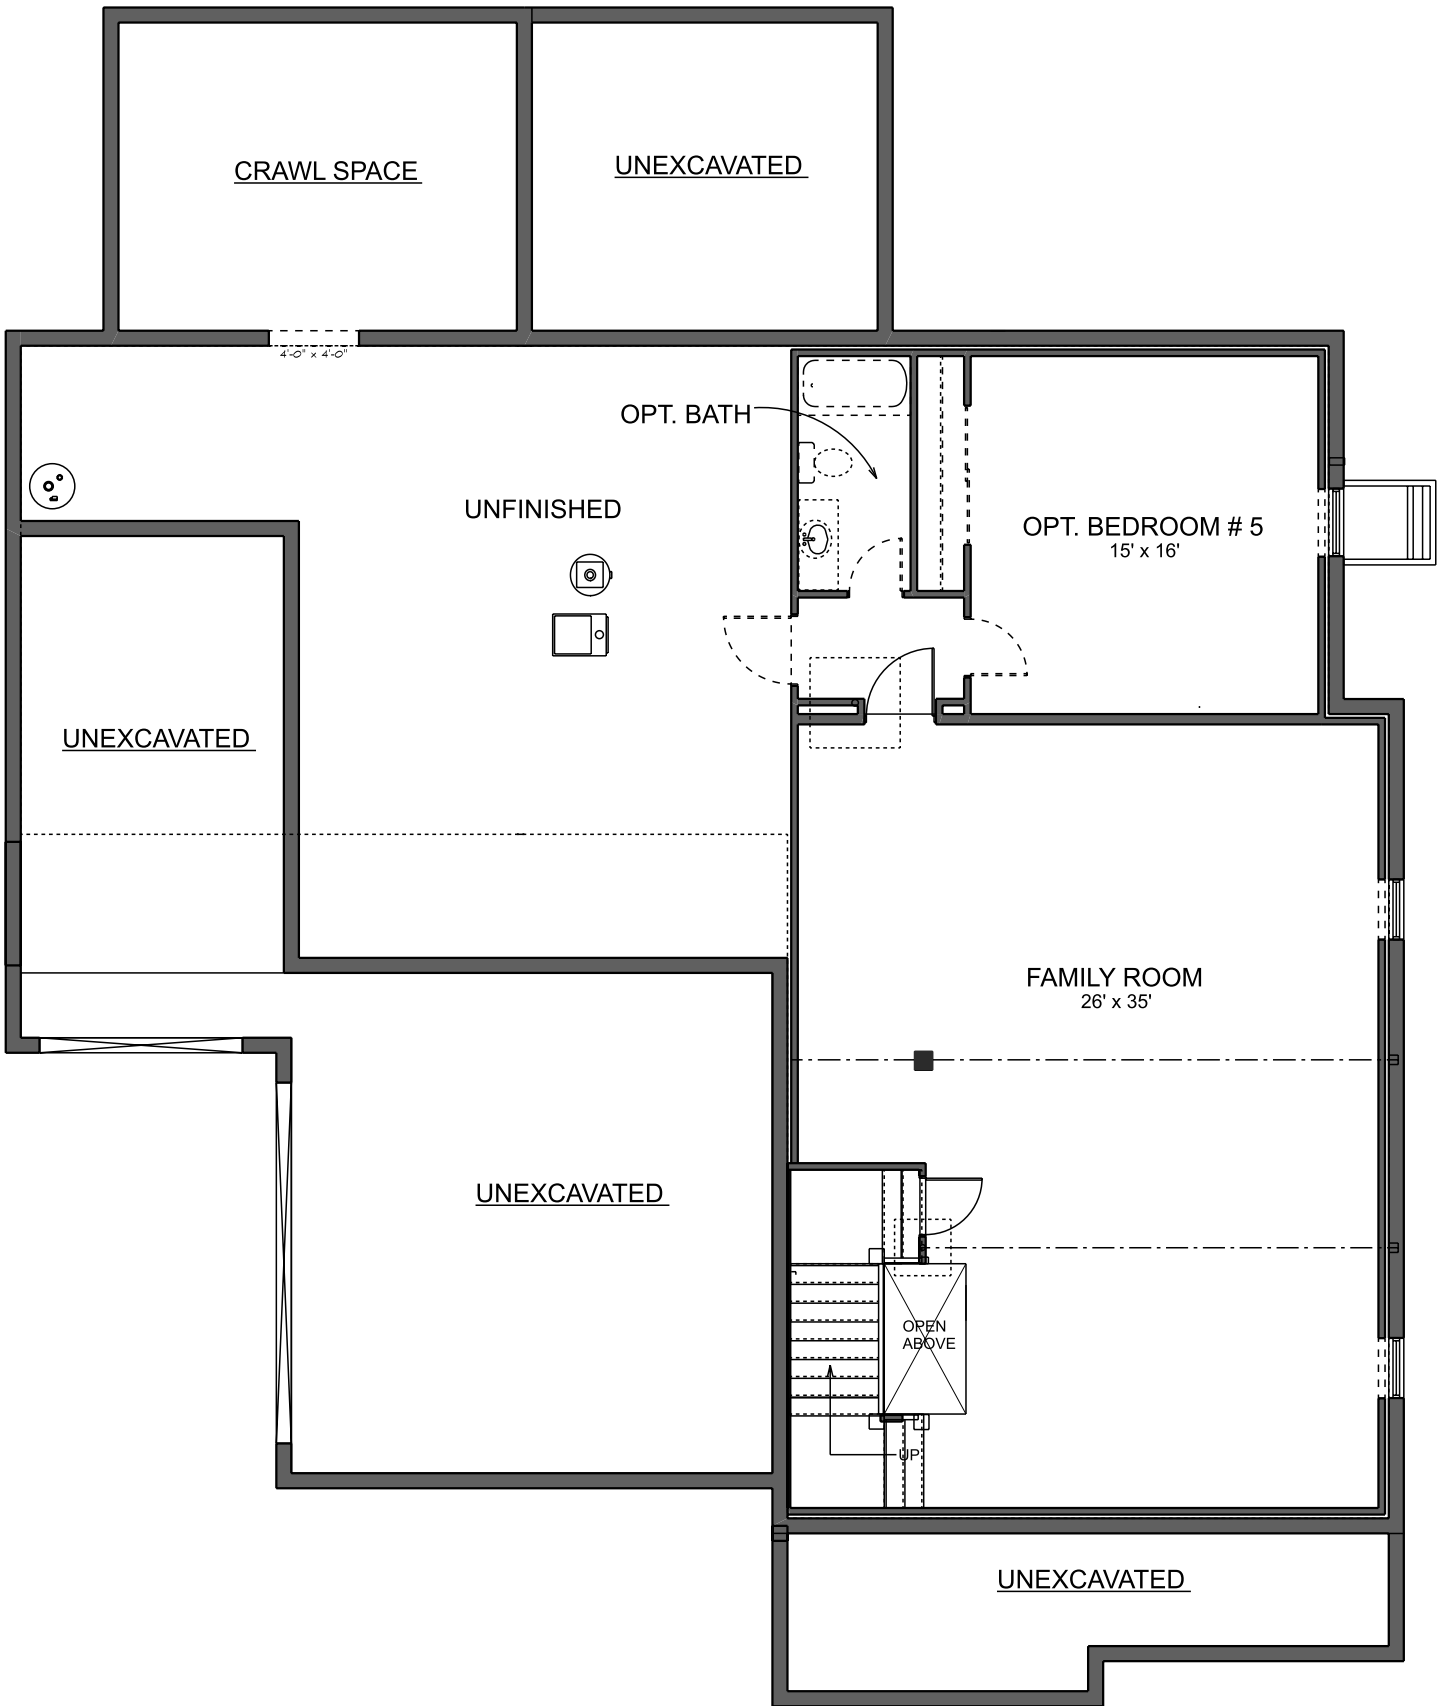 CRAWL SPACE
UNEXCAVATED
4'-0" x 4'-0"
OPT. BATH
UNFINISHED
OPT. BEDROOM # 5
15' x 16'
UNEXCAVATED
FAMILY ROOM
26' x 35'
UNEXCAVATED
OPEN
ABOVE
UP
UNEXCAVATED